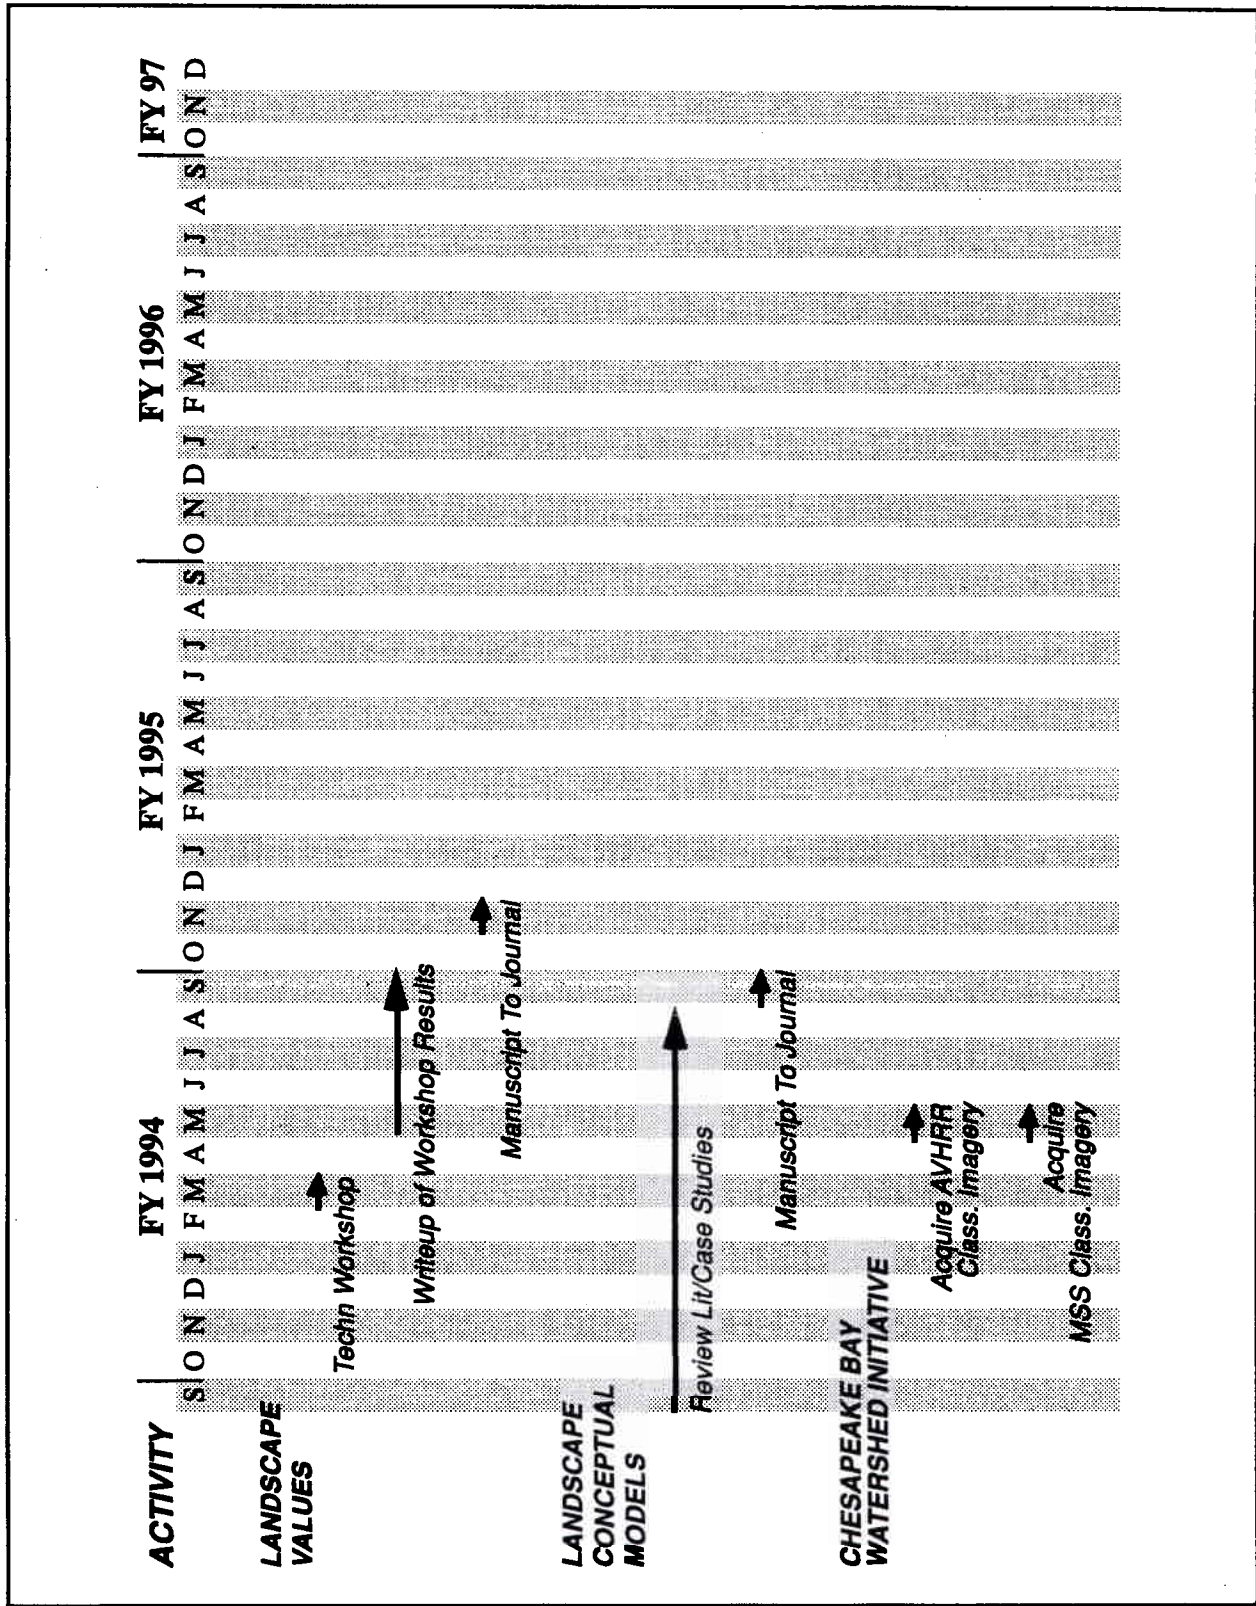 ACTIVITY
FY 1994
FY 1995
FY 1996
FY 97
S O N D J F M A M J J A S O N D J F M A M J J A S O N D J F M A M J J A S O N D
LANDSCAPE
VALUES
Techn Workshop
Writeup of Workshop Results
Manuscript To Journal
LANDSCAPE
CONCEPTUAL
MODELS
Review Lit/Case Studies
Manuscript To Journal
CHESAPEAKE BAY
WATERSHED INITIATIVE
Acquire AVHRR
Class. Imagery
Acquire
MSS Class. Imagery